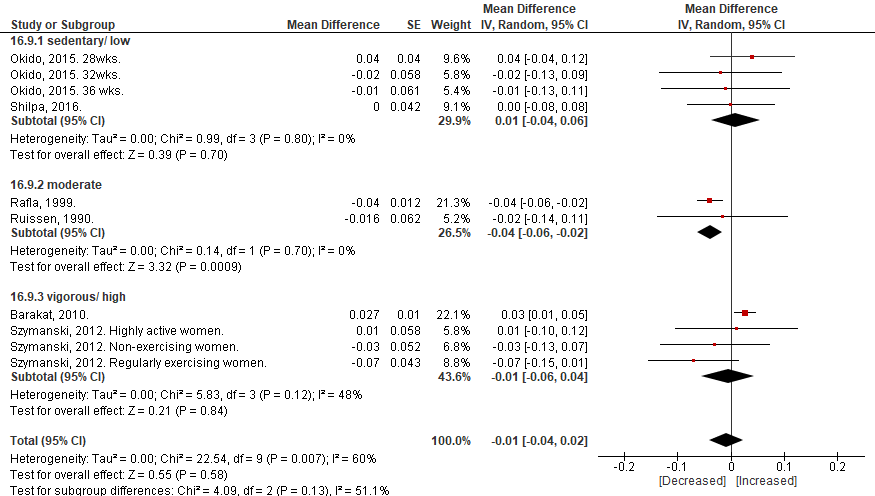 Mean Difference Mean Difference
Study or Subgroup Mean Difference SE Weight IV, Random, 95% CI IV, Random, 95% CI
16.9.1 sedentary/ low
Okido, 2015. 28wks. 0.04 0.04 9.6% 0.04 [-0.04, 0.12]
Okido, 2015. 32wks. -0.02 0.058 5.8% -0.02 [-0.13, 0.09]
Okido, 2015. 36 wks. -0.01 0.061 5.4% -0.01 [-0.13, 0.11]
Shilpa, 2016. 0 0.042 9.1% 0.00 [-0.08, 0.08]
Subtotal (95% CI) 29.9% 0.01 [-0.04, 0.06]
Heterogeneity: Tau² = 0.00; Chi² = 0.99, df = 3 (P = 0.80); I² = 0%
Test for overall effect: Z = 0.39 (P = 0.70)
16.9.2 moderate
Rafla, 1999. -0.04 0.012 21.3% -0.04 [-0.06, -0.02]
Ruissen, 1990. -0.016 0.062 5.2% -0.02 [-0.14, 0.11]
Subtotal (95% CI) 26.5% -0.04 [-0.06, -0.02]
Heterogeneity: Tau² = 0.00; Chi² = 0.14, df = 1 (P = 0.70); I² = 0%
Test for overall effect: Z = 3.32 (P = 0.0009)
16.9.3 vigorous/ high
Barakat, 2010. 0.027 0.01 22.1% 0.03 [0.01, 0.05]
Szymanski, 2012. Highly active women. 0.01 0.058 5.8% 0.01 [-0.10, 0.12]
Szymanski, 2012. Non-exercising women. -0.03 0.052 6.8% -0.03 [-0.13, 0.07]
Szymanski, 2012. Regularly exercising women. -0.07 0.043 8.8% -0.07 [-0.15, 0.01]
Subtotal (95% CI) 43.6% -0.01 [-0.06, 0.04]
Heterogeneity: Tau² = 0.00; Chi² = 5.83, df = 3 (P = 0.12); I² = 48%
Test for overall effect: Z = 0.21 (P = 0.84)
Total (95% CI) 100.0% -0.01 [-0.04, 0.02]
Heterogeneity: Tau² = 0.00; Chi² = 22.54, df = 9 (P = 0.007); I² = 60%
Test for overall effect: Z = 0.55 (P = 0.58)
Test for subgroup differences: Chi² = 4.09, df = 2 (P = 0.13), I² = 51.1%
-0.2 -0.1 0 0.1 0.2
[Decreased] [Increased]